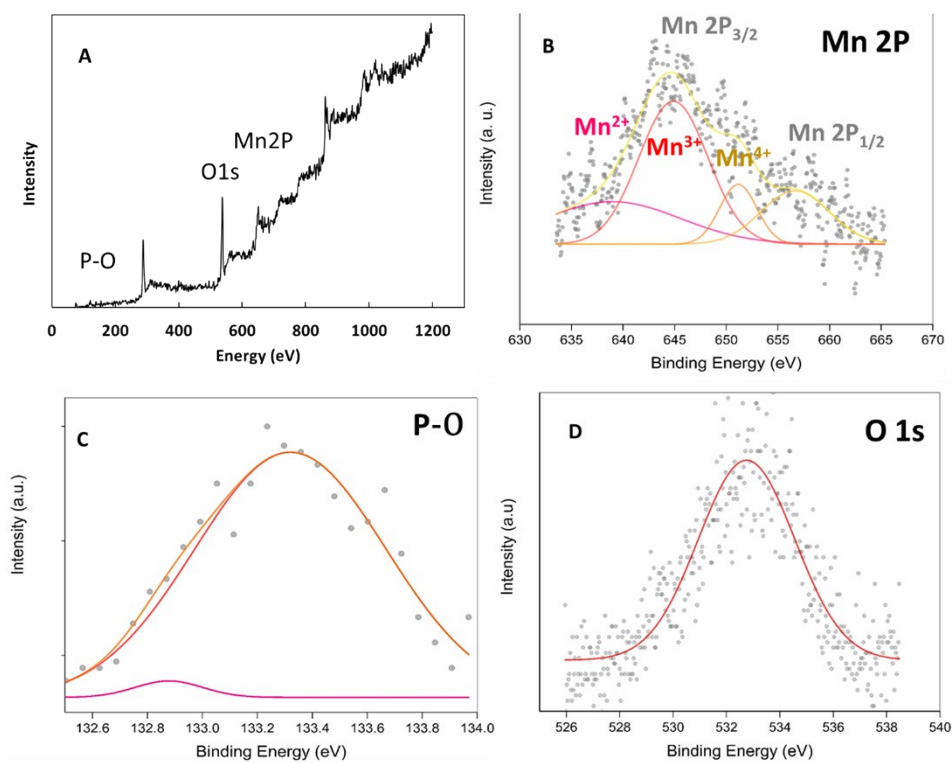 A
Intensity
P-O
O1s
Mn2P
0 200 400 600 800 1000 1200
Energy (eV)
B
Mn 2P3/2
Mn 2P
Mn2+
Mn3+
Mn4+
Mn 2P1/2
Intensity (a. u.)
630 635 640 645 650 655 660 665 670
Binding Energy (eV)
C
P-O
Intensity (a.u.)
132.6 132.8 133.0 133.2 133.4 133.6 133.8 134.0
Binding Energy (eV)
D
O 1s
Intensity (a.u)
526 528 530 532 534 536 538 540
Binding Energy (eV)